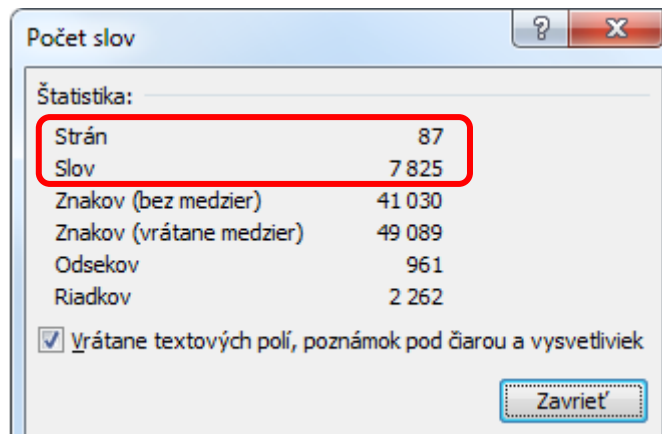 Počet slov
Štatistika:
Strán 87
Slov 7 825
Znakov (bez medzier) 41 030
Znakov (vrátane medzier) 49 089
Odsekov 961
Riadkov 2 262
Vrátane textových polí, poznámok pod čiarou a vysvetliviek
Zavrieť